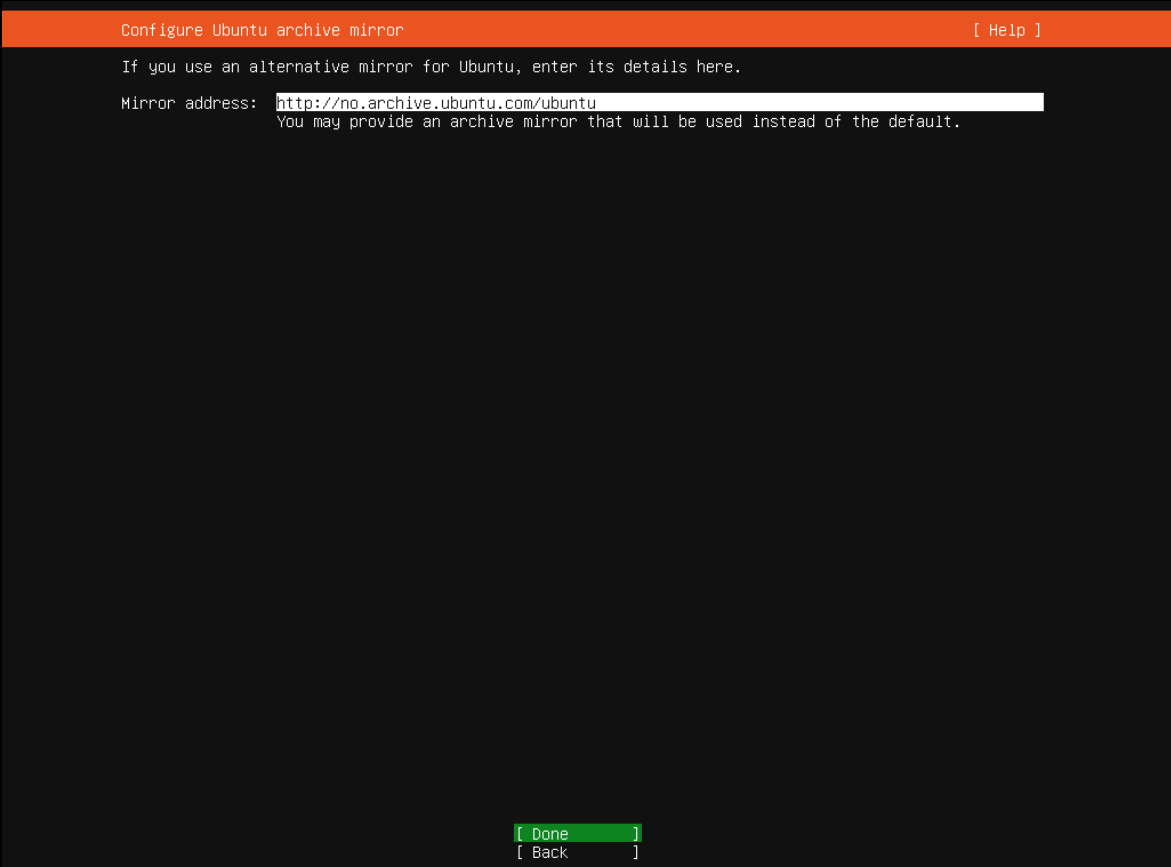 Configure Ubuntu archive mirror [ Help ]
If you use an alternative mirror for Ubuntu, enter its details here.
Mirror address: http://no.archive.ubuntu.com/ubuntu
You may provide an archive mirror that will be used instead of the default.
[ Done ]
[ Back ]